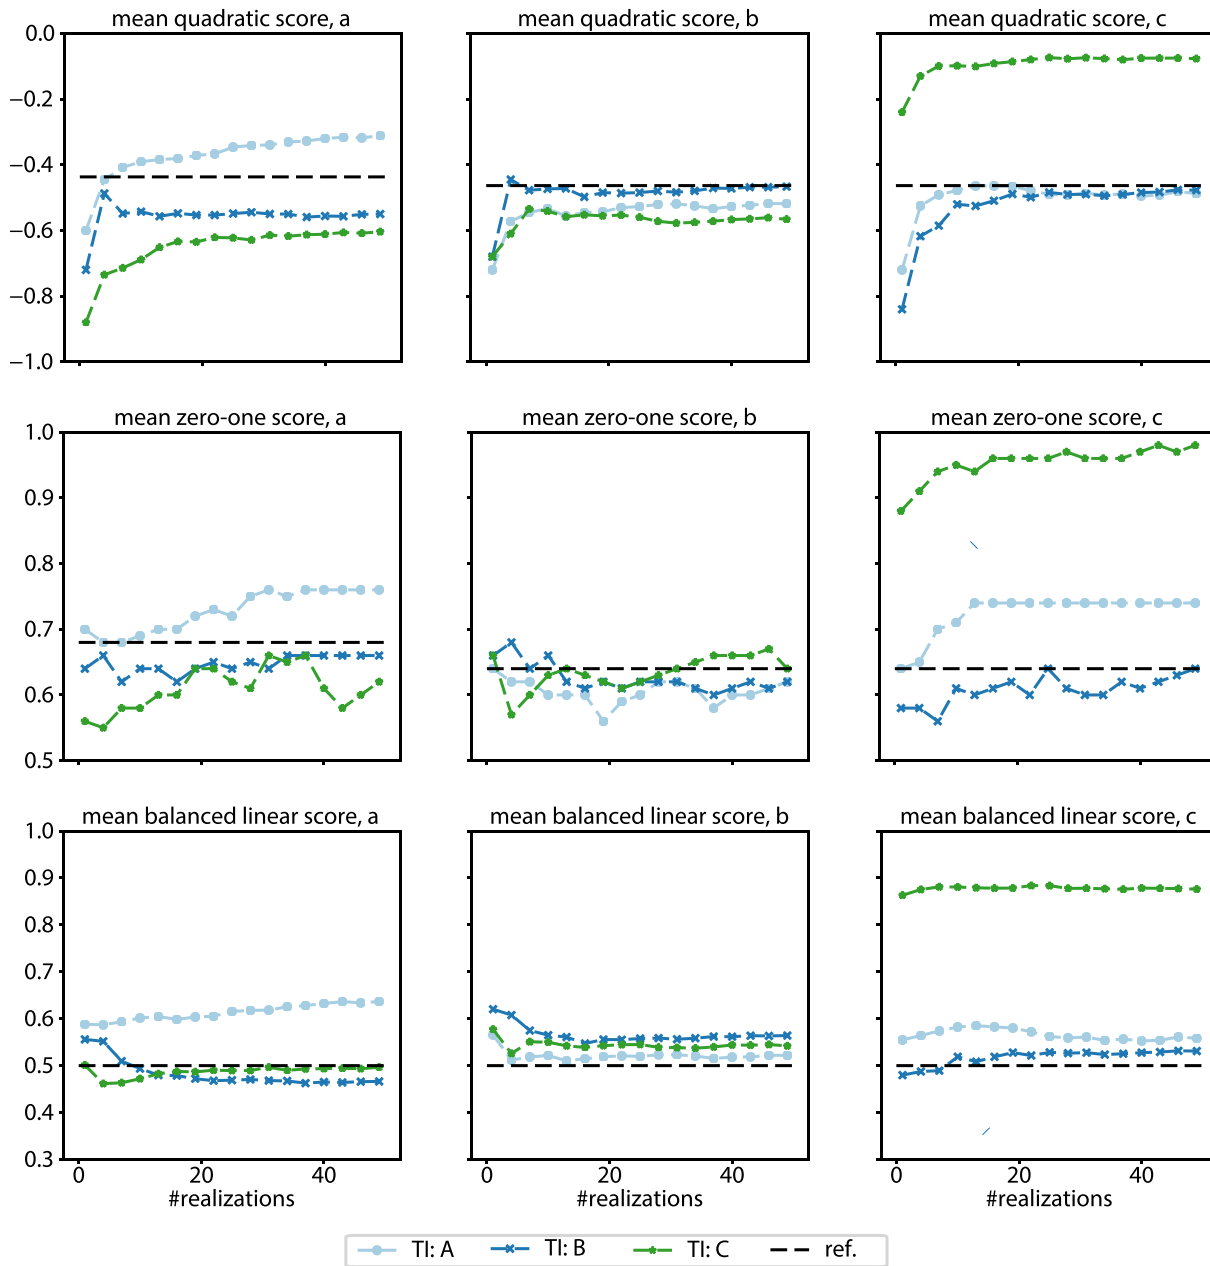 mean quadratic score, a
mean quadratic score, b
mean quadratic score, c
0.0
−0.2
−0.4
−0.6
−0.8
−1.0
mean zero-one score, a
mean zero-one score, b
mean zero-one score, c
1.0
0.9
0.8
0.7
0.6
0.5
mean balanced linear score, a
mean balanced linear score, b
mean balanced linear score, c
1.0
0.9
0.8
0.7
0.6
0.5
0.4
0.3
0 20 40
0 20 40
0 20 40
#realizations
#realizations
#realizations
TI: A TI: B TI: C ref.